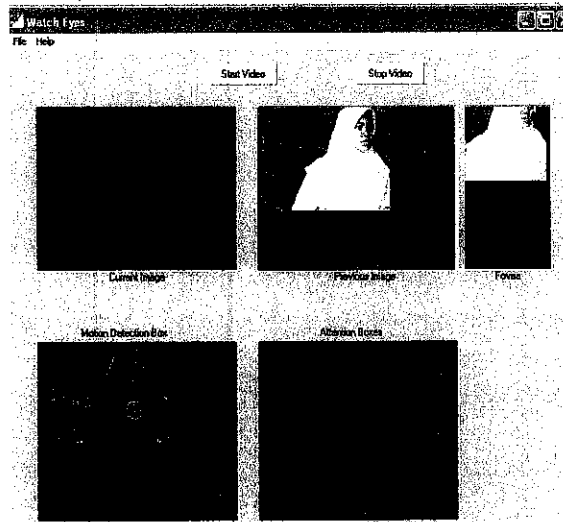 Watch Eyes
File Help
Start Video Stop Video
Current Image Previous Image Fovea
Motion Detection Box Attention Boxes